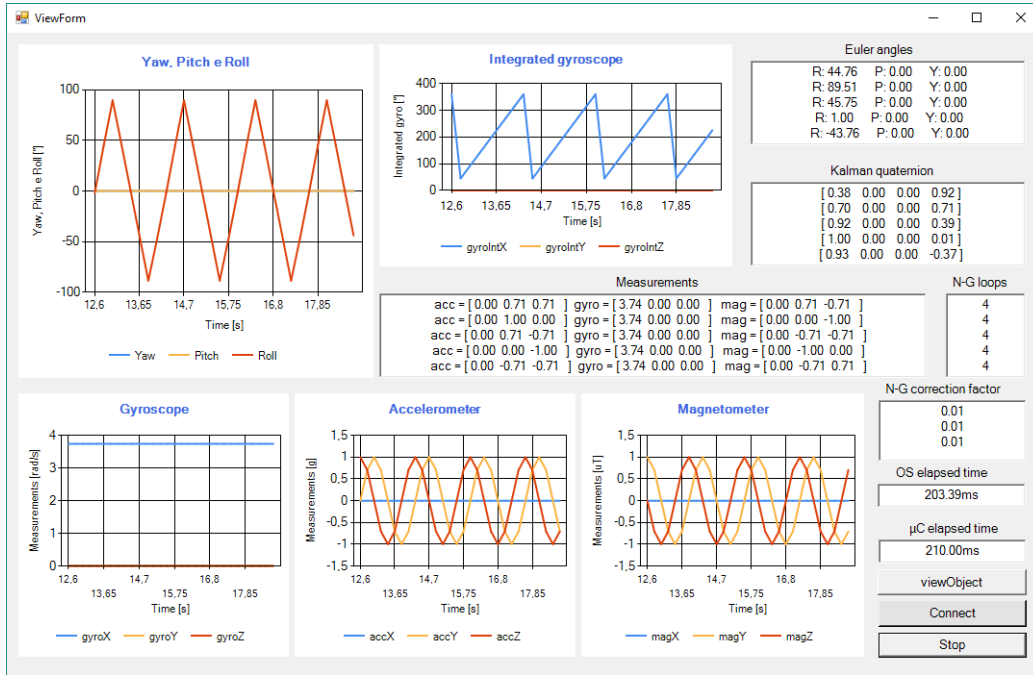 ViewForm
Yaw, Pitch e Roll
Yaw, Pitch e Roll [°]
100
50
0
-50
-100
12,6 13,65 14,7 15,75 16,8 17,85
Time [s]
Yaw Pitch Roll
Integrated gyroscope
Integrated gyro [°]
400
300
200
100
0
12,6 13,65 14,7 15,75 16,8 17,85
Time [s]
gyroIntX gyroIntY gyroIntZ
Euler angles
R: 44.76 P: 0.00 Y: 0.00
R: 89.51 P: 0.00 Y: 0.00
R: 45.75 P: 0.00 Y: 0.00
R: 1.00 P: 0.00 Y: 0.00
R: -43.76 P: 0.00 Y: 0.00
Kalman quaternion
[ 0.38 0.00 0.00 0.92 ]
[ 0.70 0.00 0.00 0.71 ]
[ 0.92 0.00 0.00 0.39 ]
[ 1.00 0.00 0.00 0.01 ]
[ 0.93 0.00 0.00 -0.37 ]
Measurements
acc = [ 0.00 0.71 0.71 ] gyro = [ 3.74 0.00 0.00 ] mag = [ 0.00 0.71 -0.71 ]
acc = [ 0.00 1.00 0.00 ] gyro = [ 3.74 0.00 0.00 ] mag = [ 0.00 0.00 -1.00 ]
acc = [ 0.00 0.71 -0.71 ] gyro = [ 3.74 0.00 0.00 ] mag = [ 0.00 -0.71 -0.71 ]
acc = [ 0.00 0.00 -1.00 ] gyro = [ 3.74 0.00 0.00 ] mag = [ 0.00 -1.00 0.00 ]
acc = [ 0.00 -0.71 -0.71 ] gyro = [ 3.74 0.00 0.00 ] mag = [ 0.00 -0.71 0.71 ]
N-G loops
4
4
4
4
4
Gyroscope
Measurements [rad/s]
4
3
2
1
0
12,6 14,7 16,8
13,65 15,75 17,85
Time [s]
gyroX gyroY gyroZ
Accelerometer
Measurements [g]
1,5
1
0,5
0
-0,5
-1
-1,5
12,6 14,7 16,8
13,65 15,75 17,85
Time [s]
accX accY accZ
Magnetometer
Measurements [uT]
1,5
1
0,5
0
-0,5
-1
-1,5
12,6 14,7 16,8
13,65 15,75 17,85
Time [s]
magX magY magZ
N-G correction factor
0.01
0.01
0.01
OS elapsed time
203.39ms
µC elapsed time
210.00ms
viewObject
Connect
Stop